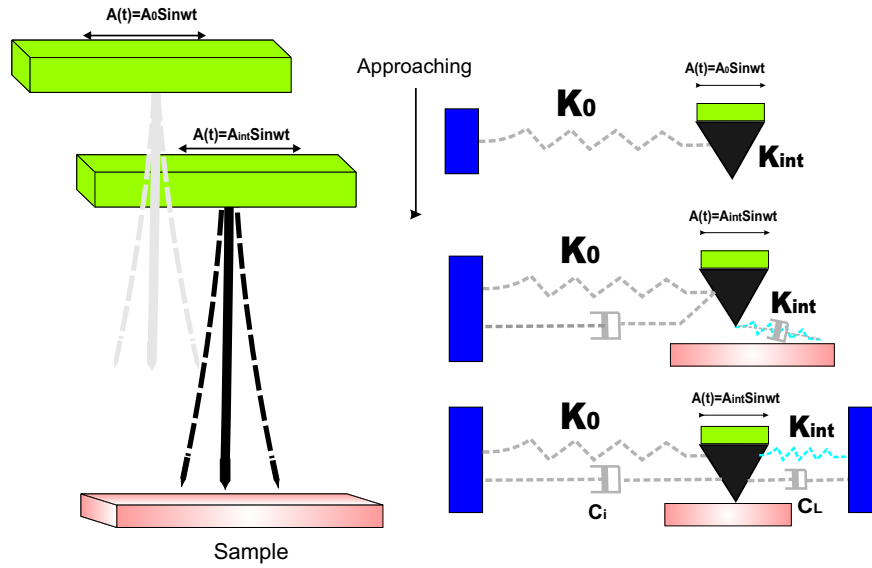 A(t)=A0Sinwt
A(t)=AintSinwt
Sample
Approaching
A(t)=A0Sinwt
K0
Kint
A(t)=AintSinwt
K0
Kint
A(t)=AintSinwt
K0
Kint
Ci
CL